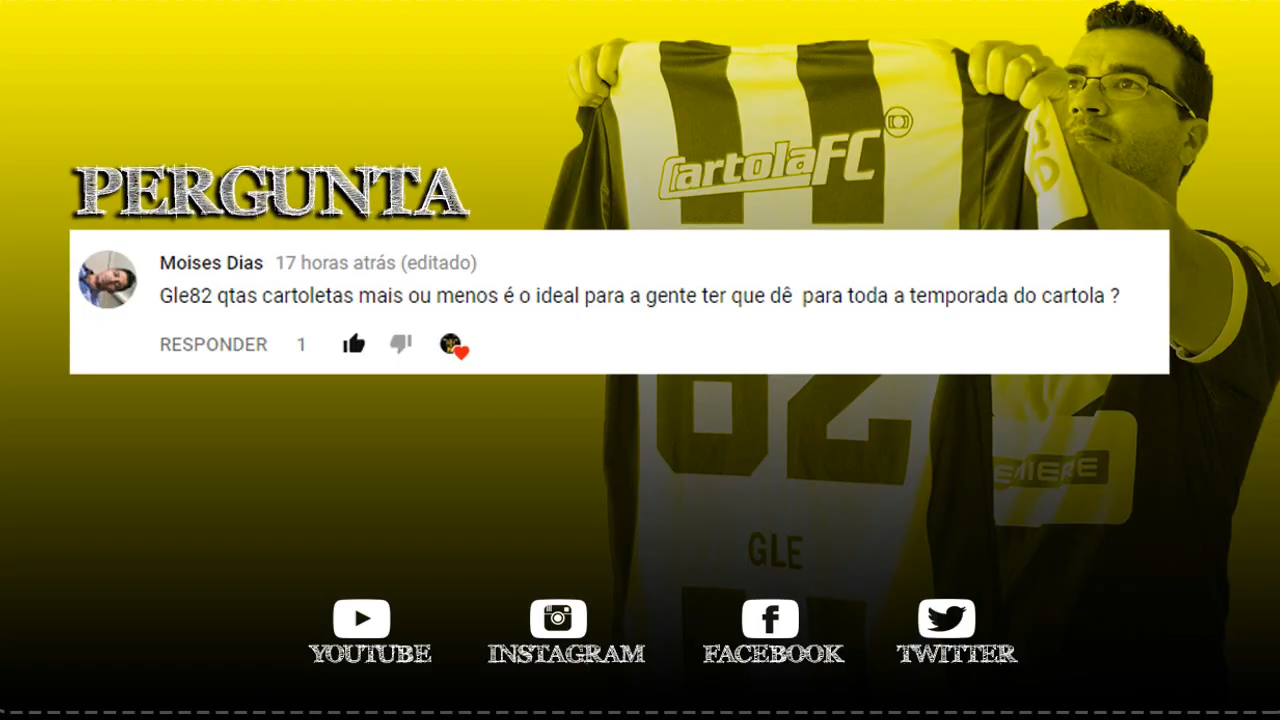 CartolaFC
PERGUNTA
Moises Dias 17 horas atrás (editado)
Gle82 qtas cartoletas mais ou menos é o ideal para a gente ter que dê para toda a temporada do cartola ?
RESPONDER 1
82
GLE
YOUTUBE INSTAGRAM FACEBOOK TWITTER